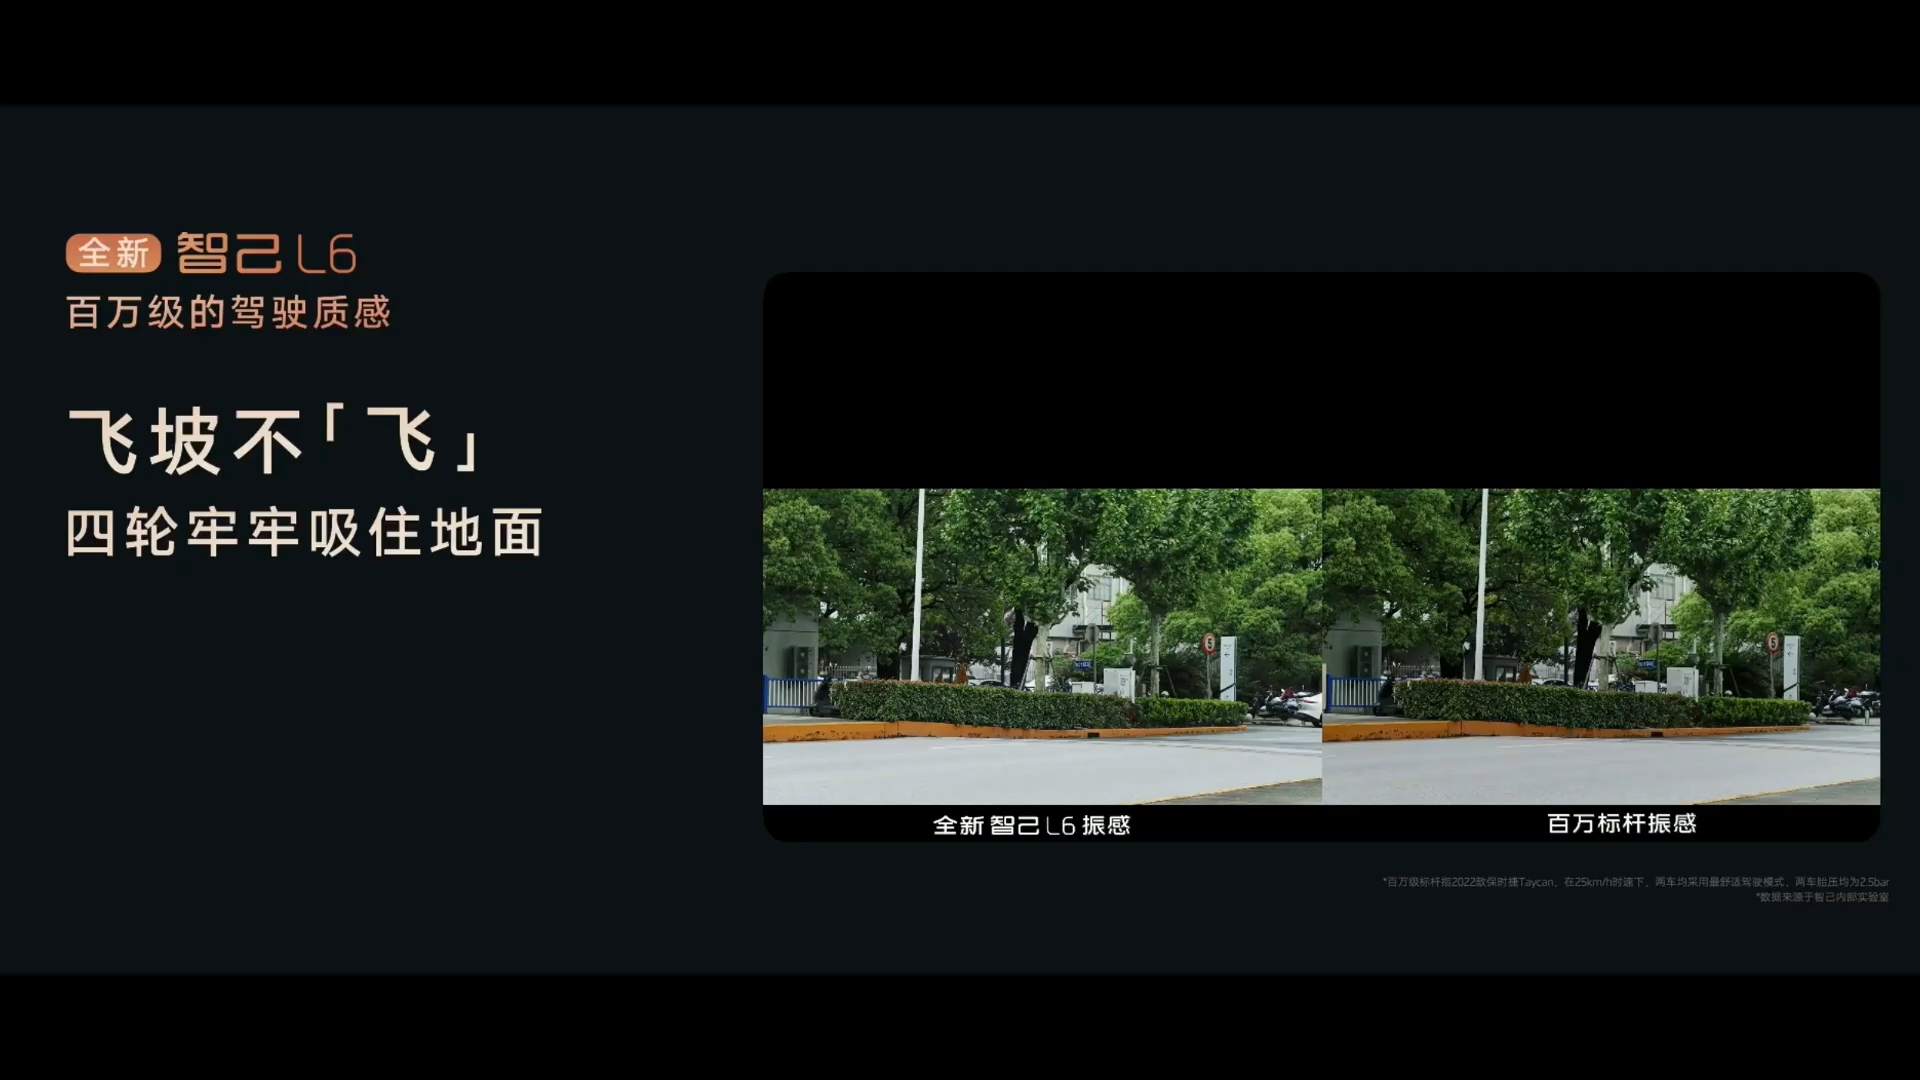 全新 智己 L6
百万级的驾驶质感
飞坡不「飞」
四轮牢牢吸住地面
5
5
全新 智己 L6 振感
百万标杆振感
*百万级标杆指2022款保时捷Taycan，在25km/h时速下，两车均采用最舒适驾驶模式，两车胎压均为2.5bar
*数据来源于智己内部实验室